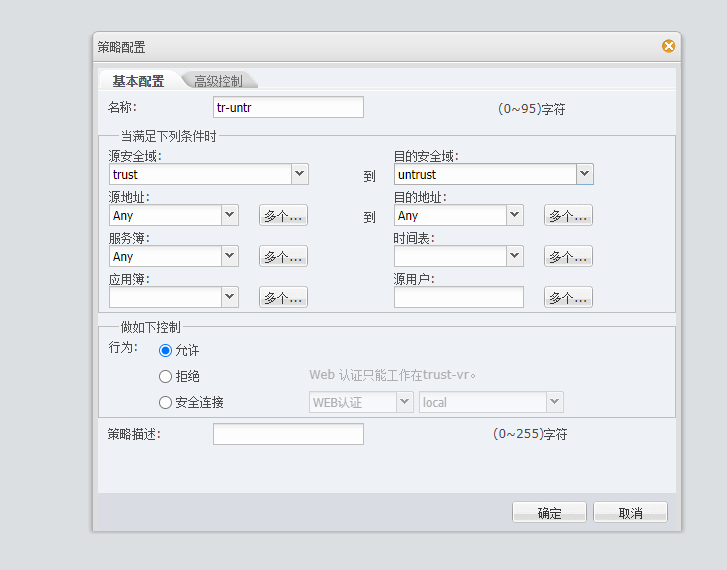 策略配置
基本配置 高级控制
名称: tr-untr (0~95)字符
当满足下列条件时
源安全域: 目的安全域:
trust 到 untrust
源地址: 目的地址:
Any 多个... 到 Any 多个...
服务簿: 时间表:
Any 多个... 多个...
应用簿: 源用户:
多个... 多个...
做如下控制
行为: 允许
拒绝 Web 认证只能工作在trust-vr。
安全连接 WEB认证 local
策略描述: (0~255)字符
确定 取消